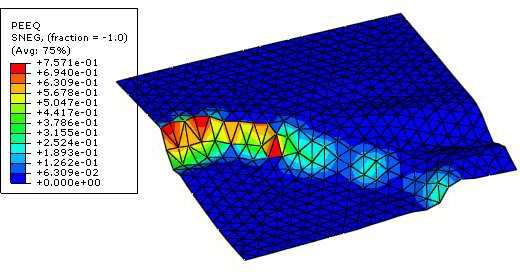 PEEQ
SNEG, (fraction = -1.0)
(Avg: 75%)
+7.571e-01
+6.940e-01
+6.309e-01
+5.678e-01
+5.047e-01
+4.417e-01
+3.786e-01
+3.155e-01
+2.524e-01
+1.893e-01
+1.262e-01
+6.309e-02
+0.000e+00